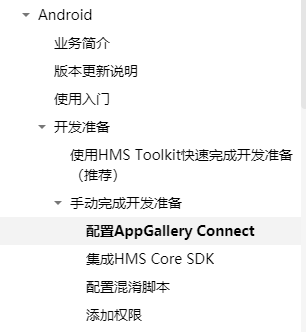 Android
业务简介
版本更新说明
使用入门
开发准备
使用HMS Toolkit快速完成开发准备
（推荐）
手动完成开发准备
配置AppGallery Connect
集成HMS Core SDK
配置混淆脚本
添加权限